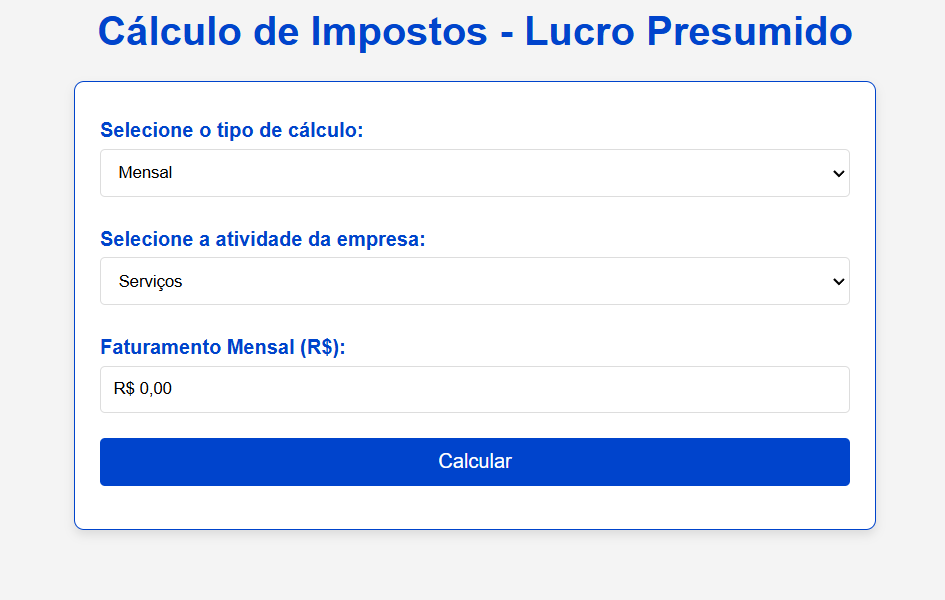 Cálculo de Impostos - Lucro Presumido
Selecione o tipo de cálculo:
Mensal
Selecione a atividade da empresa:
Serviços
Faturamento Mensal (R$):
R$ 0,00
Calcular